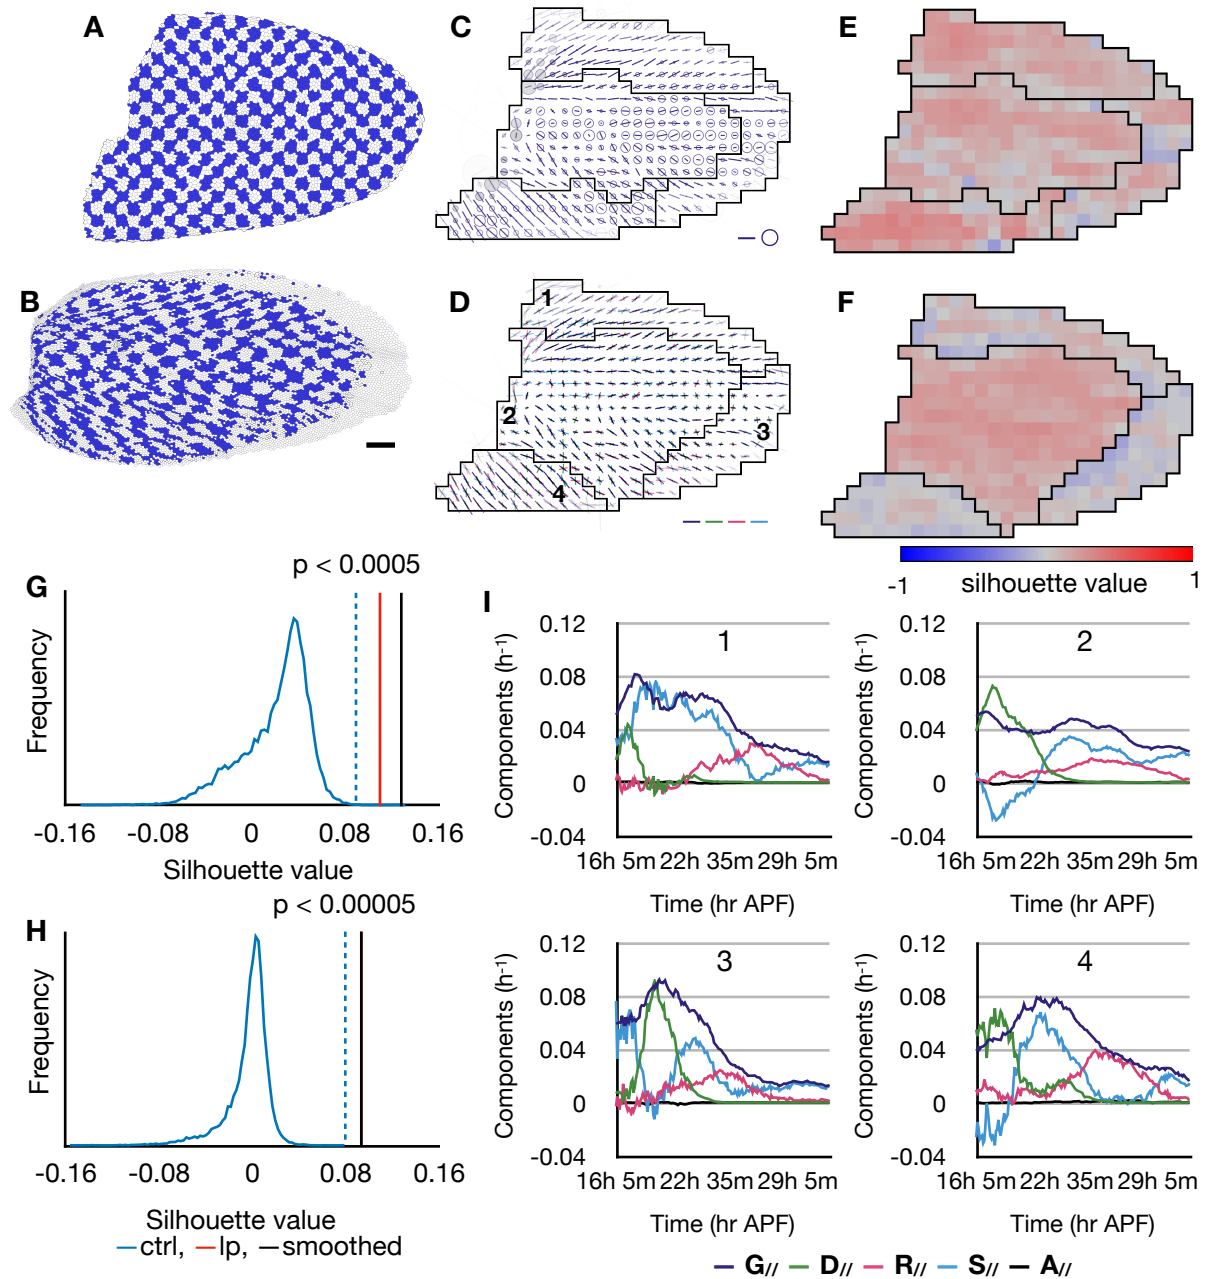 A
C
E
B
D
1
2
3
4
F
-1 silhouette value 1
G
p < 0.0005
Frequency
-0.16 -0.08 0 0.08 0.16
Silhouette value
H
p < 0.00005
Frequency
-0.16 -0.08 0 0.08 0.16
Silhouette value
ctrl, lp, smoothed
I
1
Components (h-1)
0.12
0.08
0.04
0
-0.04
16h 5m 22h 35m 29h 5m
Time (hr APF)
2
Components (h-1)
0.12
0.08
0.04
0
-0.04
16h 5m 22h 35m 29h 5m
Time (hr APF)
3
Components (h-1)
0.12
0.08
0.04
0
-0.04
16h 5m 22h 35m 29h 5m
Time (hr APF)
4
Components (h-1)
0.12
0.08
0.04
0
-0.04
16h 5m 22h 35m 29h 5m
Time (hr APF)
G// D// R// S// A//